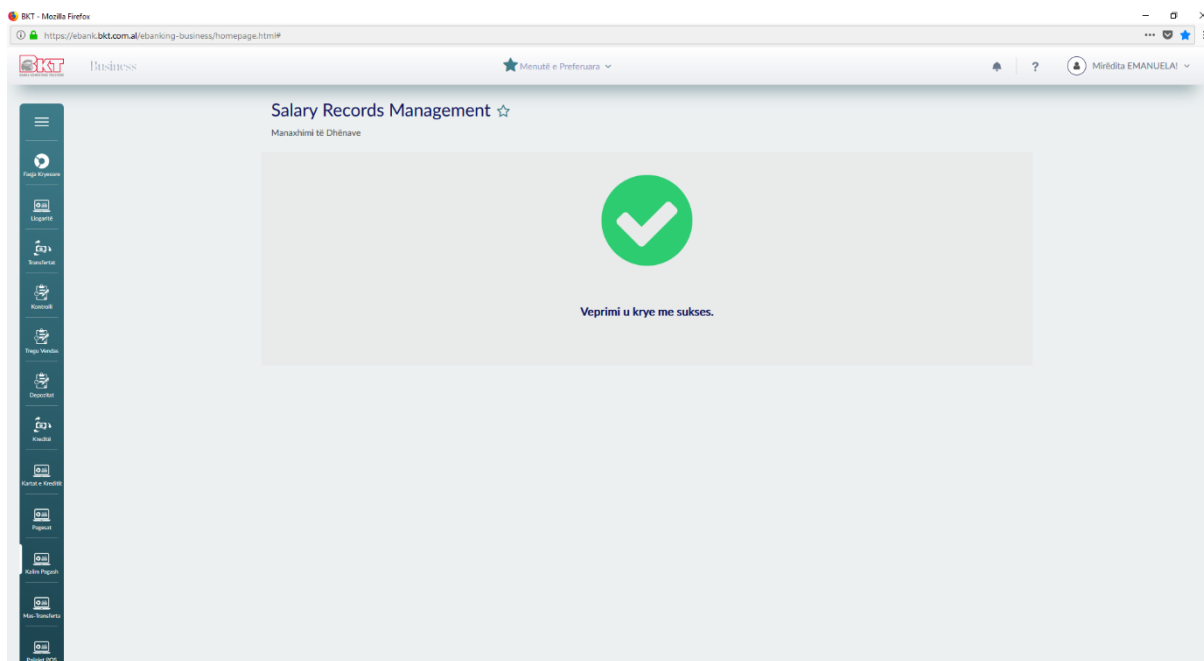 BKT - Mozilla Firefox
https://ebank.bkt.com.al/ebanking-business/homepage.html#
BKT
Business
Menutë e Preferuara
?
Mirëdita EMANUELA!
Salary Records Management
Manaxhimi të Dhënave
Faqja Kryesore
Llogaritë
Transfertat
Kontrolli
Tregu Vendas
Depozitat
Kreditë
Kartat e Kreditit
Pagesat
Kalim Pagash
Mas-Transferta
Veprimi u krye me sukses.